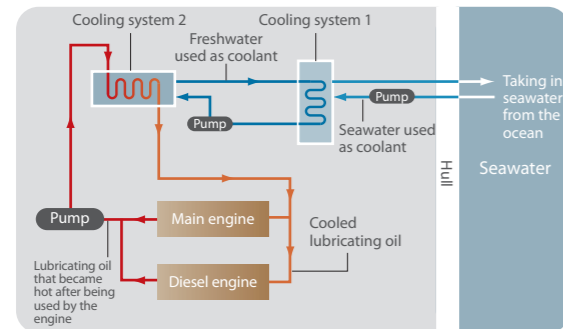 Cooling system 2
Cooling system 1
Freshwater
used as coolant
Pump
Pump
Seawater used
as coolant
Taking in
seawater
from the
ocean
Hull
Seawater
Pump
Main engine
Cooled
lubricating oil
Diesel engine
Lubricating oil
that became
hot after being
used by the
engine